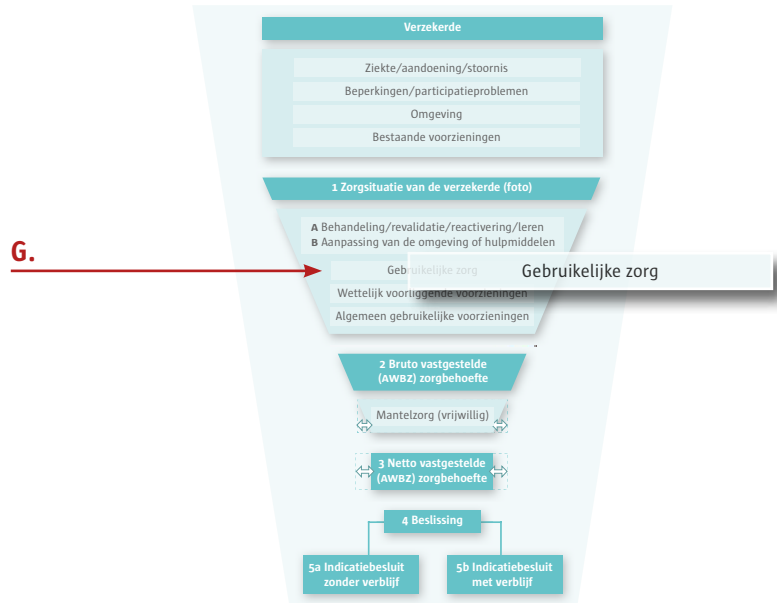 Verzekerde
Ziekte/aandoening/stoornis
Beperkingen/participatieproblemen
Omgeving
Bestaande voorzieningen
1 Zorgsituatie van de verzekerde (foto)
A Behandeling/revalidatie/reactivering/leren
B Aanpassing van de omgeving of hulpmiddelen
G.
Gebruikelijke zorg
Gebruikelijke zorg
Wettelijk voorliggende voorzieningen
Algemeen gebruikelijke voorzieningen
2 Bruto vastgestelde
(AWBZ) zorgbehoefte
Mantelzorg (vrijwillig)
3 Netto vastgestelde
(AWBZ) zorgbehoefte
4 Beslissing
5a Indicatiebesluit
zonder verblijf
5b Indicatiebesluit
met verblijf